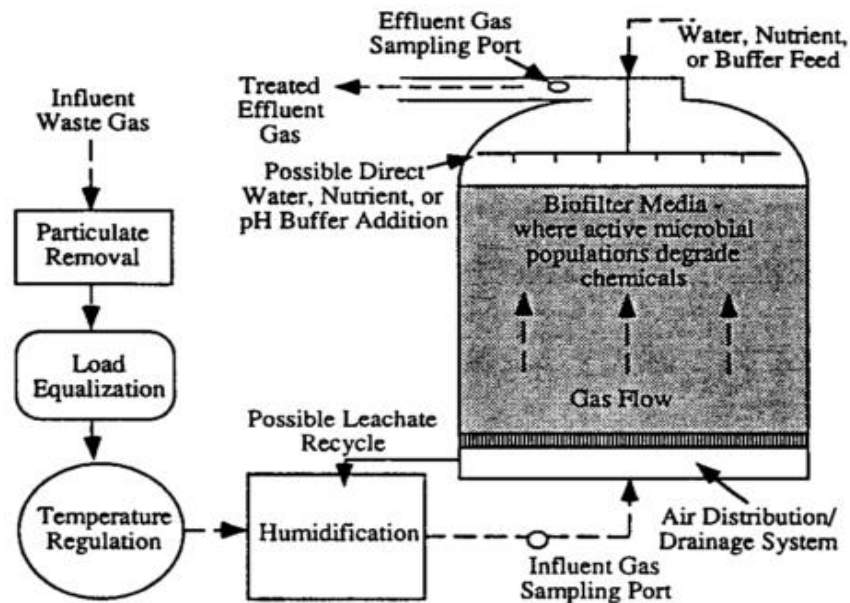 Effluent Gas
Sampling Port
Water, Nutrient,
or Buffer Feed
Treated
Effluent
Gas
Influent
Waste Gas
Possible Direct
Water, Nutrient, or
pH Buffer Addition
Biofilter Media -
where active microbial
populations degrade
chemicals
Particulate
Removal
Load
Equalization
Gas Flow
Possible Leachate
Recycle
Temperature
Regulation
Humidification
Air Distribution/
Drainage System
Influent Gas
Sampling Port